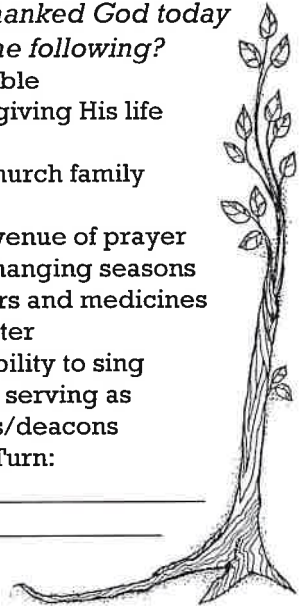 hanked God today
e following?
ble
giving His life
hurch family
venue of prayer
hanging seasons
rs and medicines
ter
bility to sing
serving as
s/deacons
Turn: